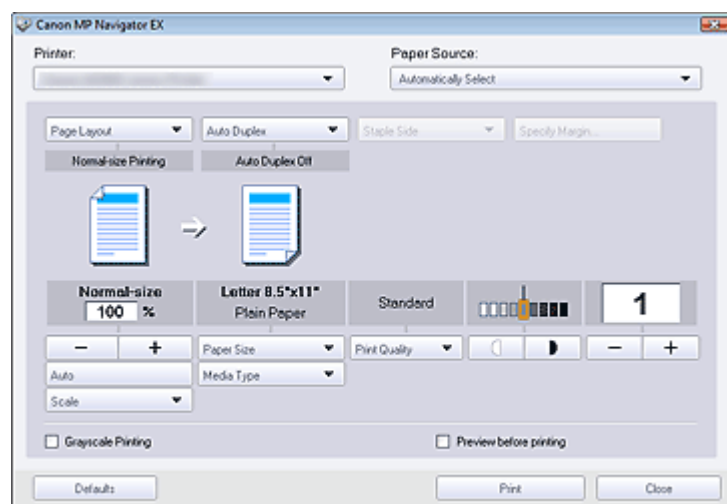 Canon MP Navigator EX
Printer:
Paper Source:
Automatically Select
Page Layout
Auto Duplex
Staple Side
Specify Margin...
Normal-size Printing
Auto Duplex Off
Normal-size
100 %
Letter 8.5"x11"
Plain Paper
Standard
1
Paper Size
Print Quality
Auto
Media Type
Scale
Grayscale Printing
Preview before printing
Defaults
Print
Close